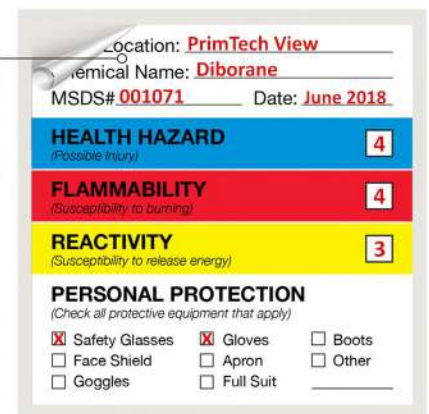 Location: PrimTech View
Chemical Name: Diborane
MSDS# 001071 Date: June 2018
HEALTH HAZARD 4
(Possible Injury)
FLAMMABILITY 4
(Susceptibility to burning)
REACTIVITY 3
(Susceptibility to release energy)
PERSONAL PROTECTION
(Check all protective equipment that apply)
X Safety Glasses X Gloves Boots
Face Shield Apron Other
Goggles Full Suit